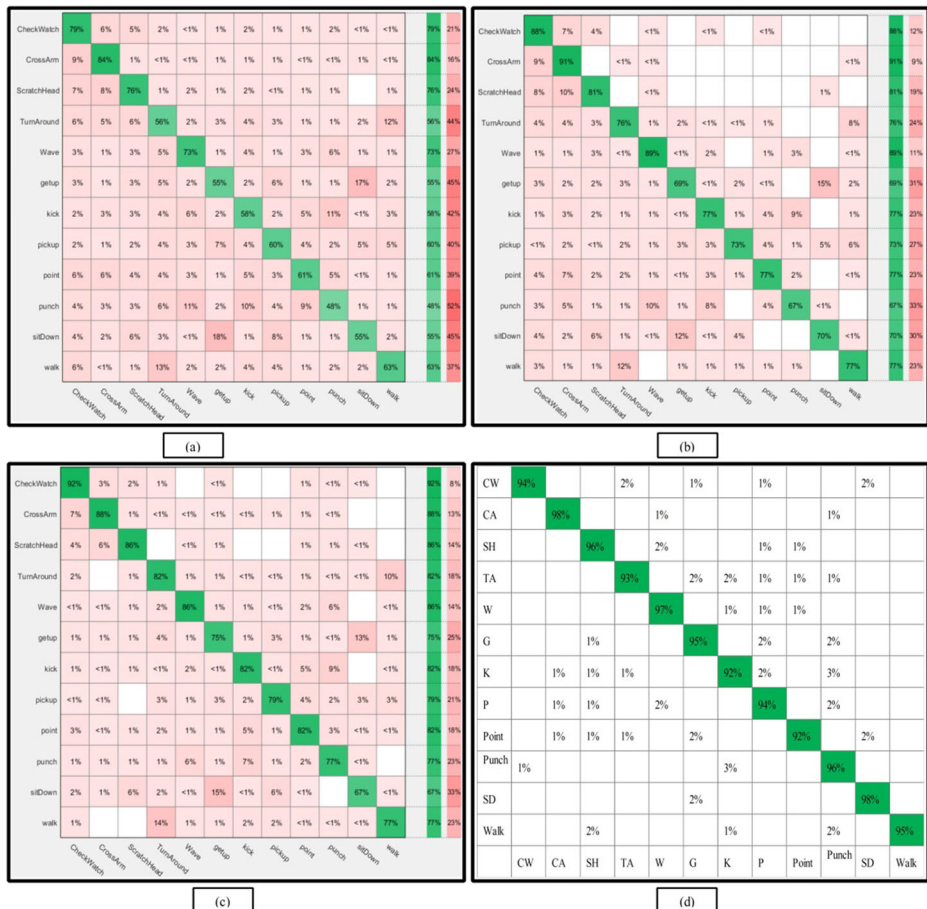 CheckWatch 79% 6% 5% 2% <1% 1% 2% 1% 2% 1% <1% <1% 79% 21%
CrossArm 9% 84% 1% <1% <1% 1% 1% 1% <1% <1% 1% <1% 84% 16%
ScratchHead 7% 8% 76% 1% 2% 1% 2% <1% 1% 1% 1% 76% 24%
TurnAround 6% 5% 6% 56% 2% 3% 4% 3% 1% 1% 2% 12% 56% 44%
Wave 3% 1% 3% 5% 73% 1% 4% 1% 3% 6% <1% 1% 73% 27%
getup 3% 1% 3% 5% 2% 55% 2% 6% 1% 1% 17% 2% 55% 45%
kick 2% 3% 3% 4% 6% 2% 58% 2% 5% 11% <1% 3% 58% 42%
pickup 2% 1% 2% 4% 3% 7% 4% 60% 4% 2% 5% 5% 60% 40%
point 6% 6% 4% 4% 3% 1% 5% 3% 61% 5% <1% 1% 61% 39%
punch 4% 3% 3% 6% 11% 2% 10% 4% 9% 48% 1% 1% 48% 52%
sitDown 4% 2% 6% 3% <1% 18% 1% 8% 1% 1% 55% 2% 55% 45%
walk 6% <1% 1% 13% 2% 2% 4% 4% 1% 2% 2% 63% 63% 37%
CheckWatch CrossArm ScratchHead TurnAround Wave getup kick pickup point punch sitDown walk
(a)
CheckWatch 88% 7% 4% <1% <1% <1% 88% 12%
CrossArm 9% 91% <1% <1% <1% 91% 9%
ScratchHead 8% 10% 81% <1% 1% 81% 19%
TurnAround 4% 4% 3% 76% 1% 2% <1% <1% 1% 8% 76% 24%
Wave 1% 1% 3% <1% 89% <1% 2% 1% 3% <1% 89% 11%
getup 3% 2% 2% 3% 1% 69% <1% 2% <1% 15% 2% 69% 31%
kick 1% 3% 2% 1% 1% <1% 77% 1% 4% 9% 1% 77% 23%
pickup <1% 2% <1% 2% 1% 3% 3% 73% 4% 1% 5% 6% 73% 27%
point 4% 7% 2% 2% 1% <1% 3% 1% 77% 2% <1% 77% 23%
punch 3% 5% 1% 10% 1% 8% 4% 67% <1% 67% 33%
sitDown 4% 2% 6% 1% <1% 12% <1% 4% 70% <1% 70% 30%
walk 3% 1% 1% 12% 1% 1% 1% 1% 1% 77% 77% 23%
CheckWatch CrossArm ScratchHead TurnAround Wave getup kick pickup point punch sitDown walk
(b)
CheckWatch 92% 3% 2% 1% <1% 1% <1% 1% 92% 8%
CrossArm 7% 88% 1% <1% <1% <1% 1% <1% 1% <1% 88% 13%
ScratchHead 4% 6% 86% <1% 1% 1% 1% <1% 86% 14%
TurnAround 2% 1% 82% 1% 1% <1% <1% 1% <1% <1% 10% 82% 18%
Wave <1% <1% 1% 2% 86% 1% 1% <1% 2% 6% <1% 86% 14%
getup 1% 1% 1% 4% 1% 75% 1% 3% 1% <1% 13% 1% 75% 25%
kick 1% <1% 1% <1% 2% <1% 82% <1% 5% 9% <1% 82% 18%
pickup <1% <1% 3% 1% 3% 2% 79% 4% 2% 3% 3% 79% 21%
point 3% <1% 2% 1% 1% <1% 5% 1% 82% 3% <1% 82% 18%
punch 1% 1% 1% 1% 6% 1% 7% 1% 2% 77% 1% 77% 23%
sitDown 2% 1% 6% 2% <1% 15% <1% 6% <1% 67% <1% 67% 33%
walk 1% 14% 1% 1% 2% 2% <1% <1% <1% 77% 77% 23%
CheckWatch CrossArm ScratchHead TurnAround Wave getup kick pickup point punch sitDown walk
(c)
CW 94% 2% 1% 1% 2%
CA 98% 1% 1%
SH 96% 2% 1% 1%
TA 93% 2% 2% 1% 1% 1%
W 97% 1% 1% 1%
G 1% 95% 2% 2%
K 1% 1% 1% 92% 2% 3%
P 1% 1% 2% 94% 2%
Point 1% 1% 1% 2% 92% 2%
Punch 1% 3% 96%
SD 2% 98%
Walk 2% 1% 2% 95%
CW CA SH TA W G K P Point Punch SD Walk
(d)